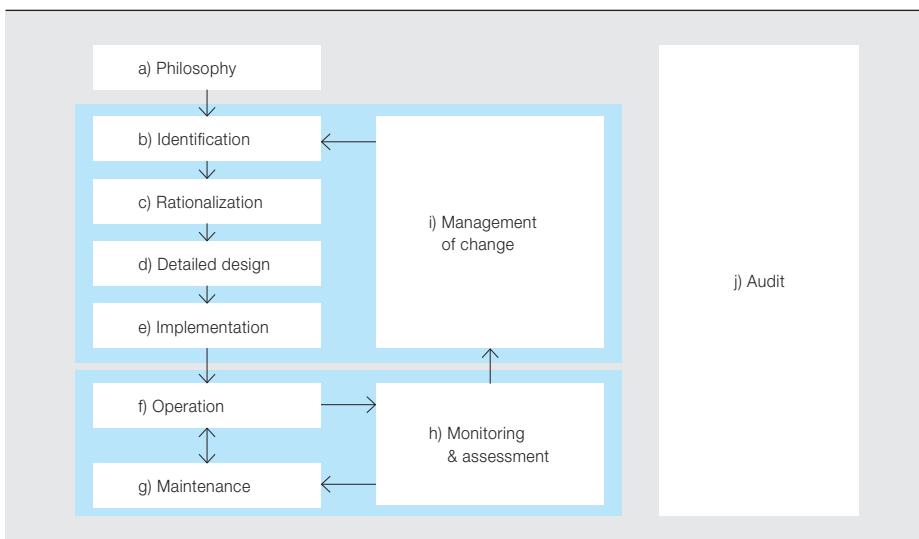 a) Philosophy
b) Identification
c) Rationalization
d) Detailed design
e) Implementation
f) Operation
g) Maintenance
i) Management
of change
h) Monitoring
& assessment
j) Audit